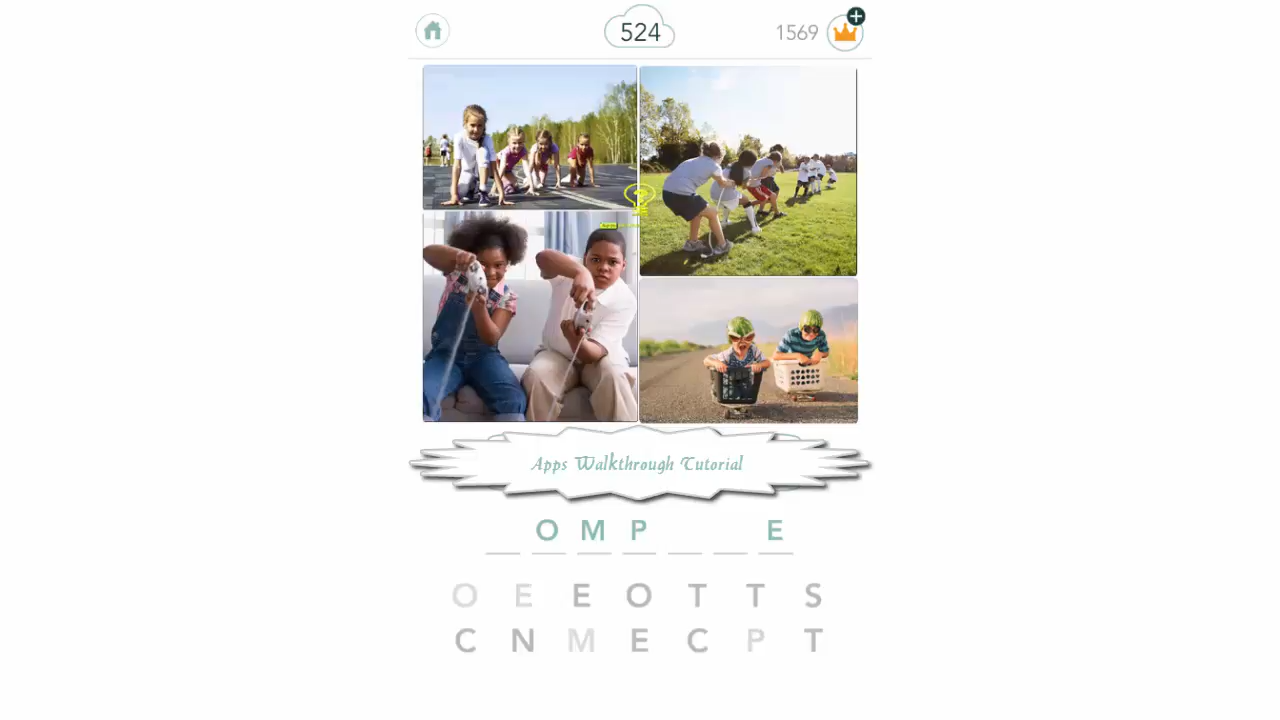 524
1569
Apps Walkthrough Tutorial
O M P E
O E E O T T S
C N M E C P T